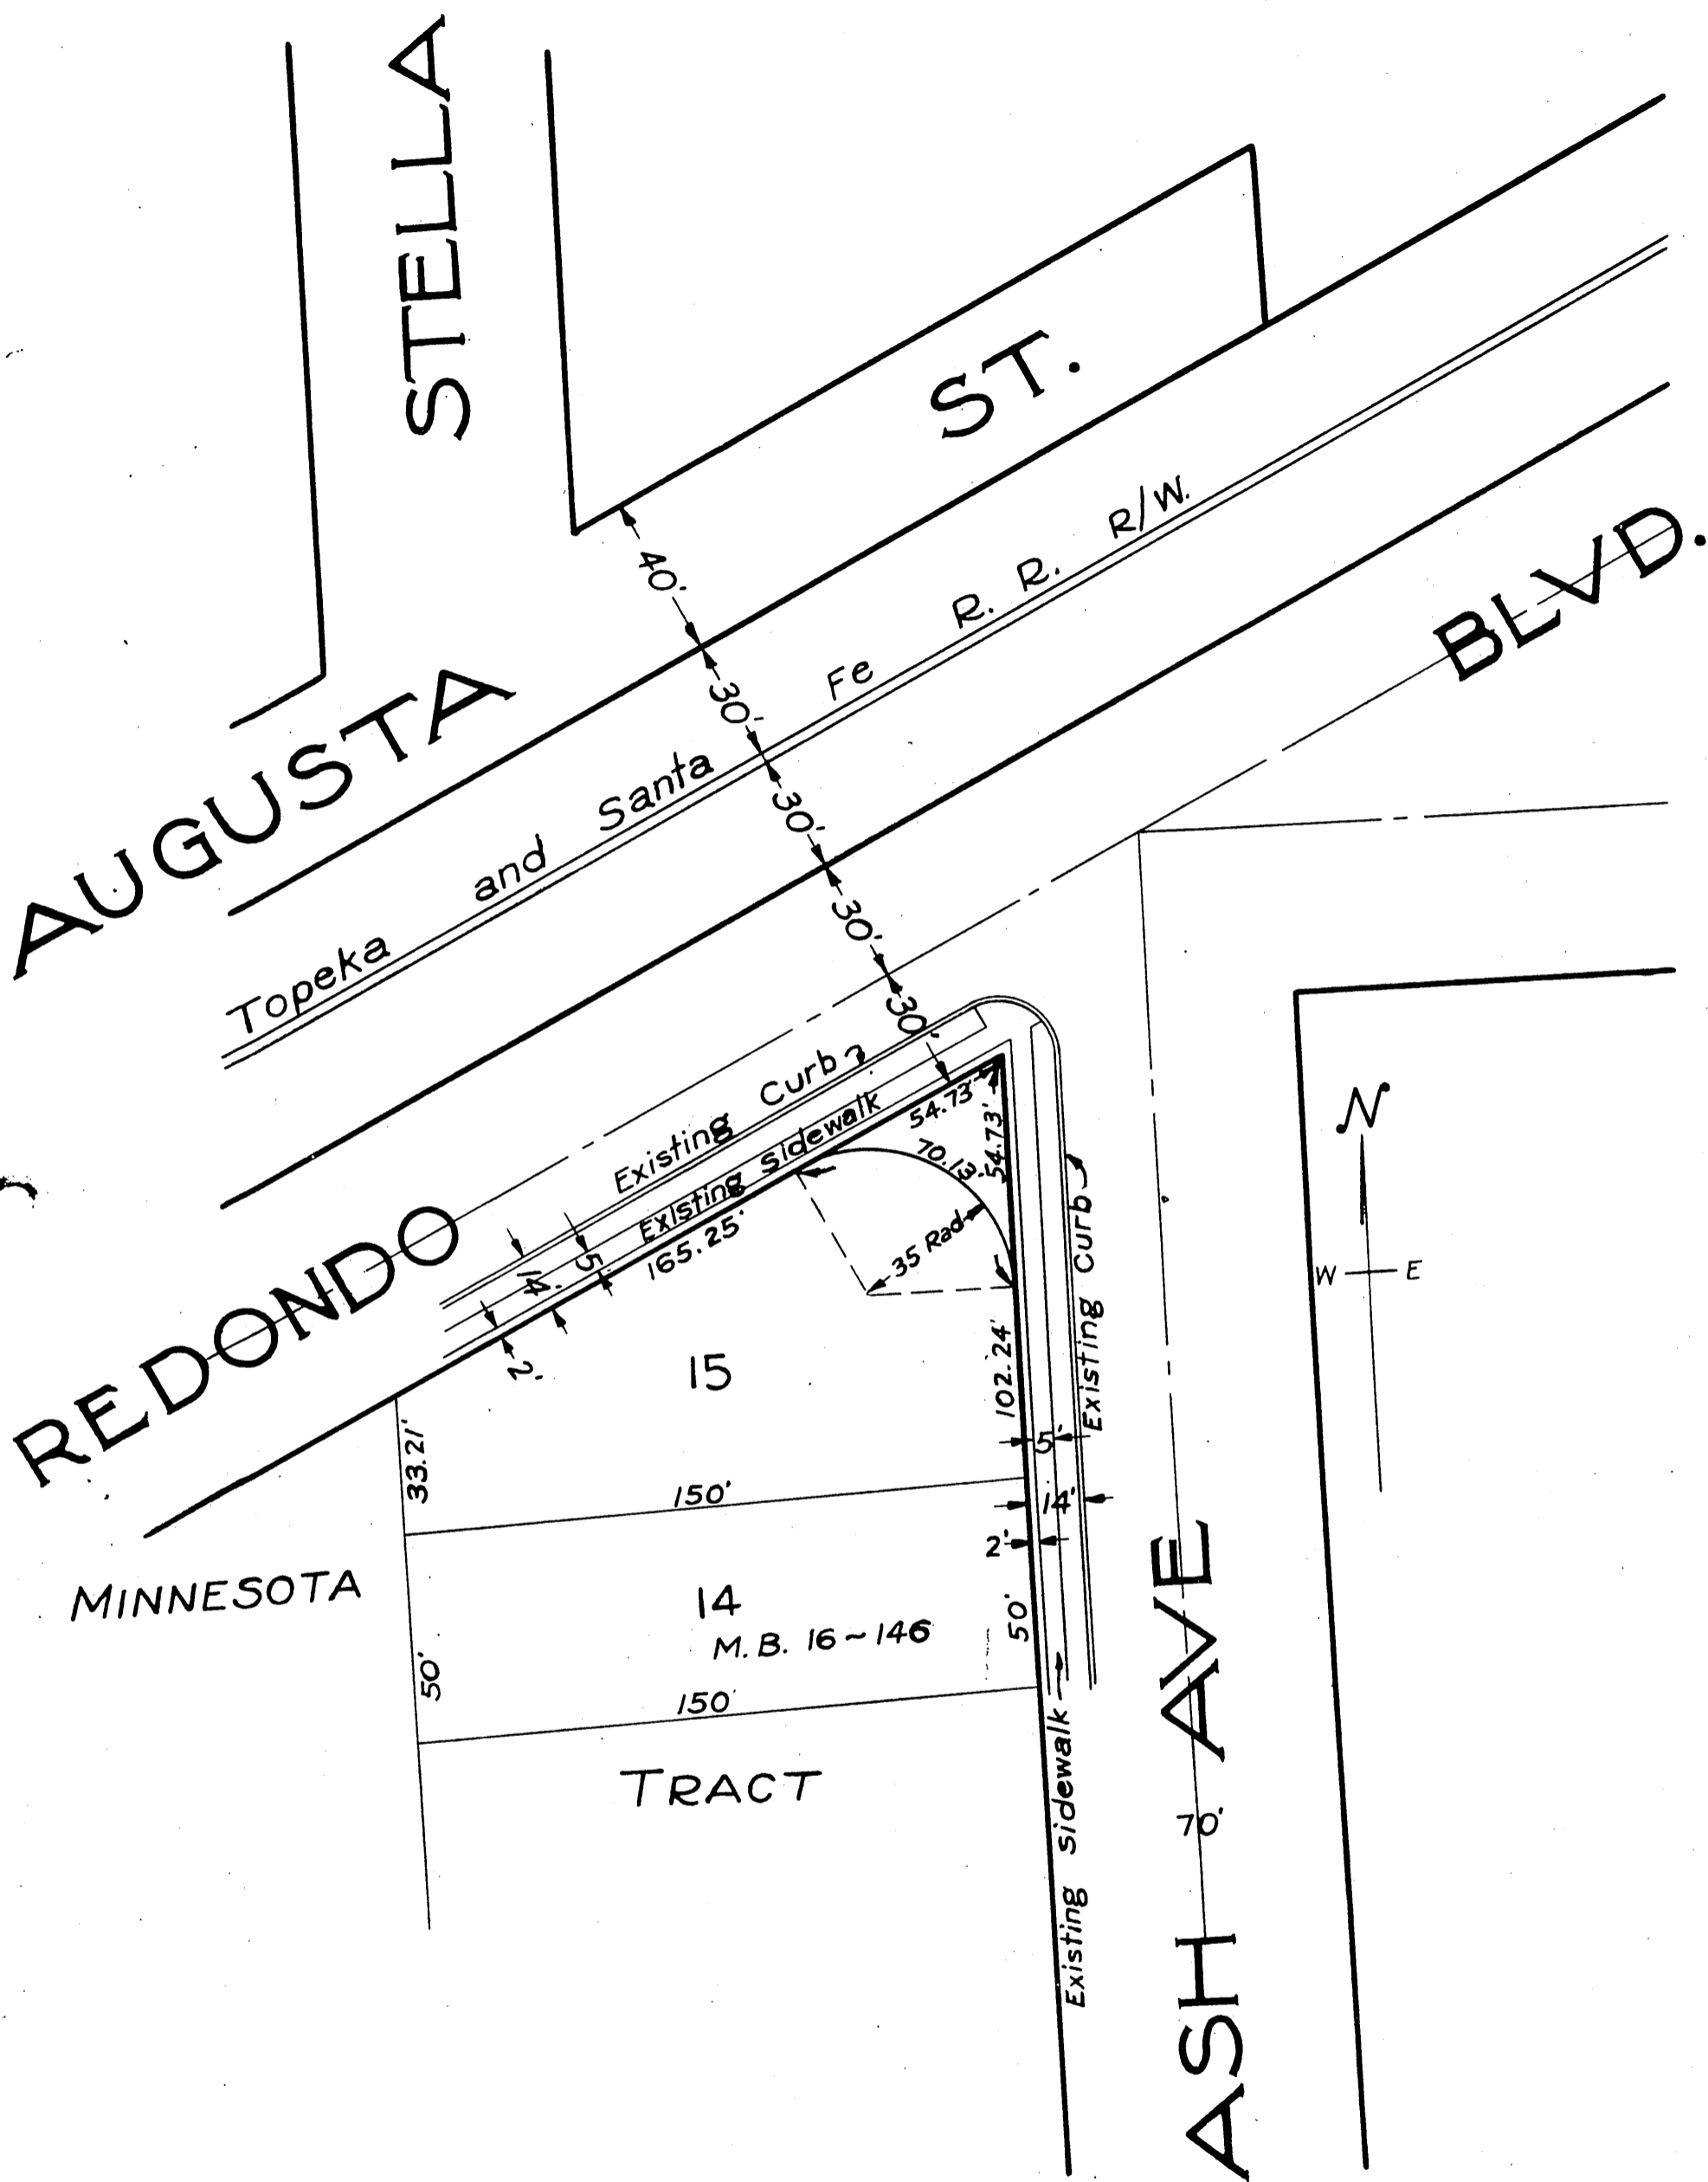 STELLA
AUGUSTA ST.
40'
30'
30'
30'
30'
Topeka and Santa Fe R. R. R/W.
REDONDO BLVD.
Existing Curb
Existing Sidewalk
165.25'
54.73'
54.73'
70.13'
35 Rad
14'
5'
2'
N
W E
15
33.21'
102.24'
Existing Curb
5'
14'
2'
150'
MINNESOTA
14
M.B. 16~146
50'
50'
150'
TRACT
Existing sidewalk
ASH AVE
70'